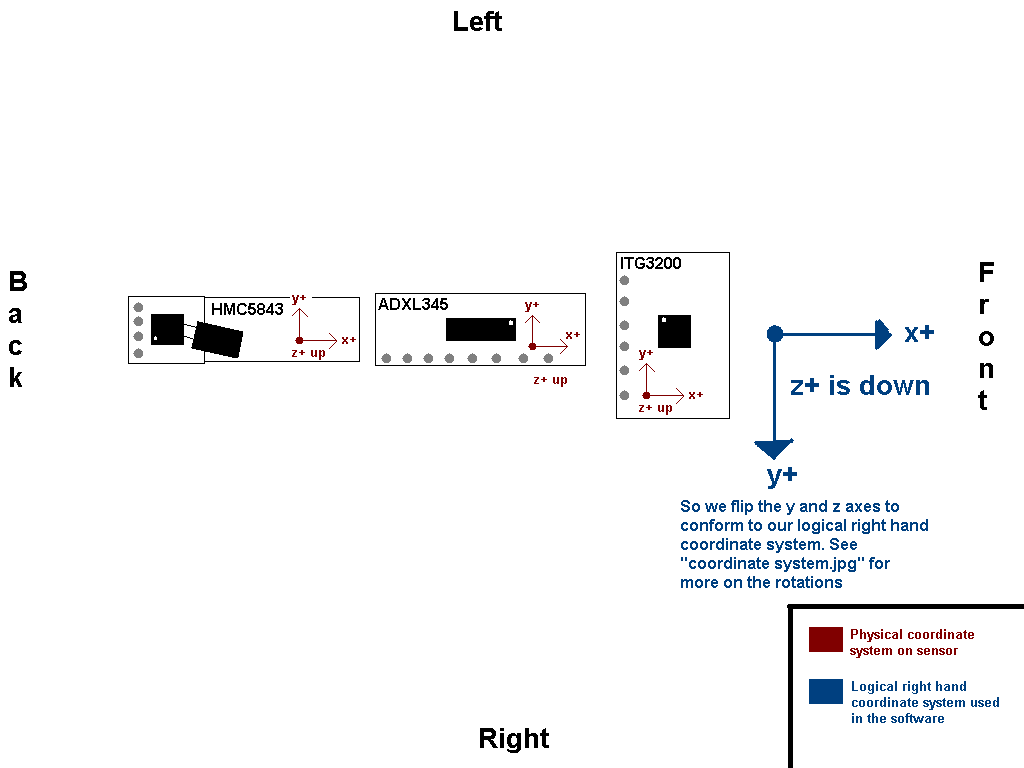 Left
Back
HMC5843
y+
x+
z+ up
ADXL345
y+
x+
z+ up
ITG3200
y+
x+
z+ up
x+
z+ is down
y+
Front
So we flip the y and z axes to
conform to our logical right hand
coordinate system. See
"coordinate system.jpg" for
more on the rotations
Physical coordinate
system on sensor
Logical right hand
coordinate system used
in the software
Right